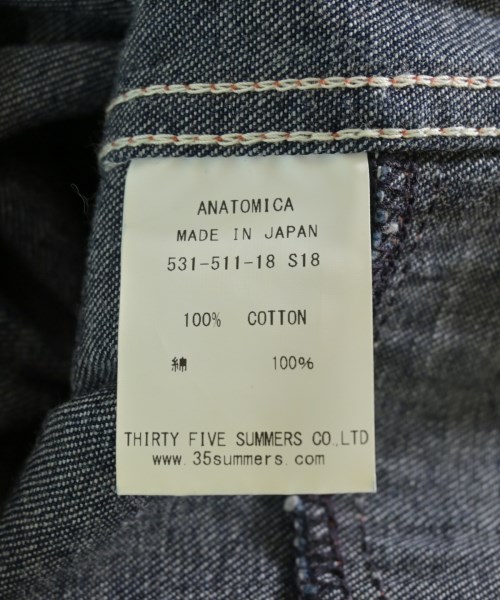 ANATOMICA
MADE IN JAPAN
531-511-18 S18
100% COTTON
綿 100%
THIRTY FIVE SUMMERS CO.,LTD
www.35summers.com